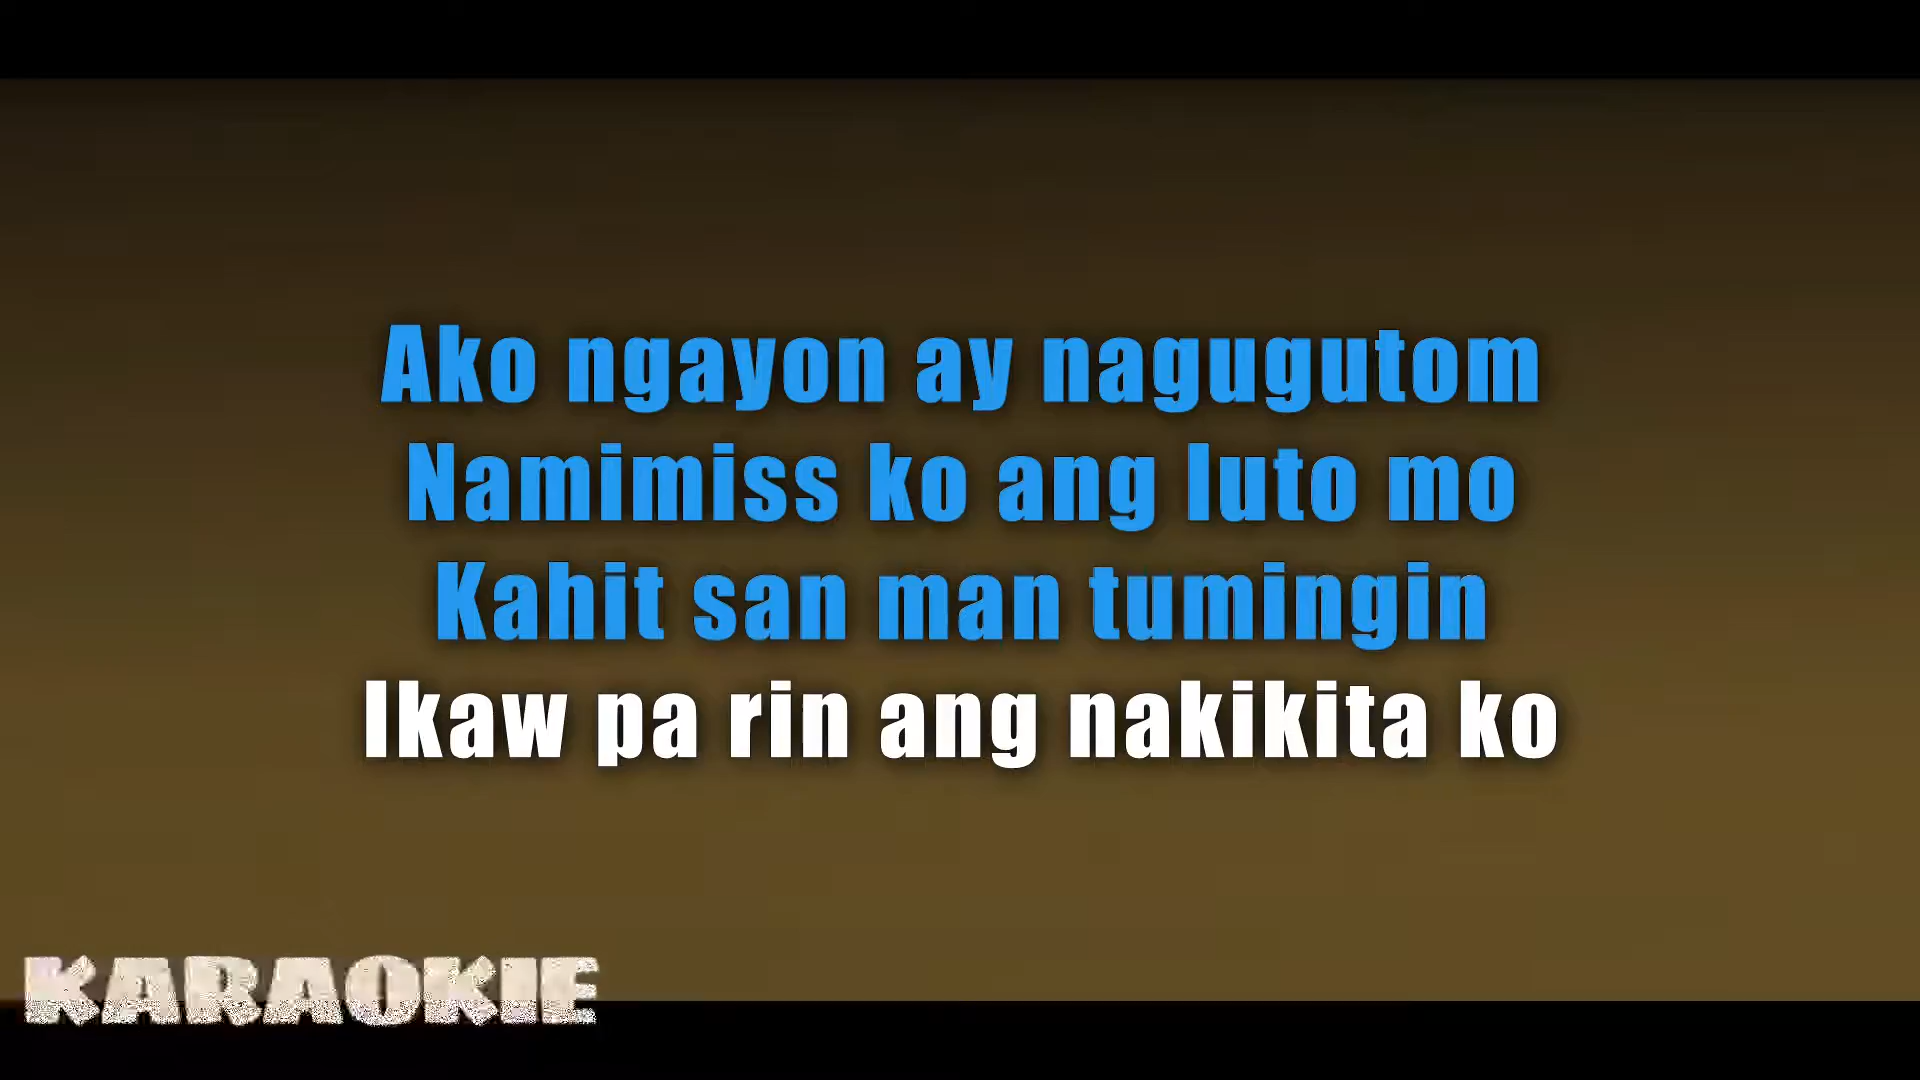 Ako ngayon ay nagugutom
Namimiss ko ang luto mo
Kahit san man tumingin
Ikaw pa rin ang nakikita ko
KARAOKIE